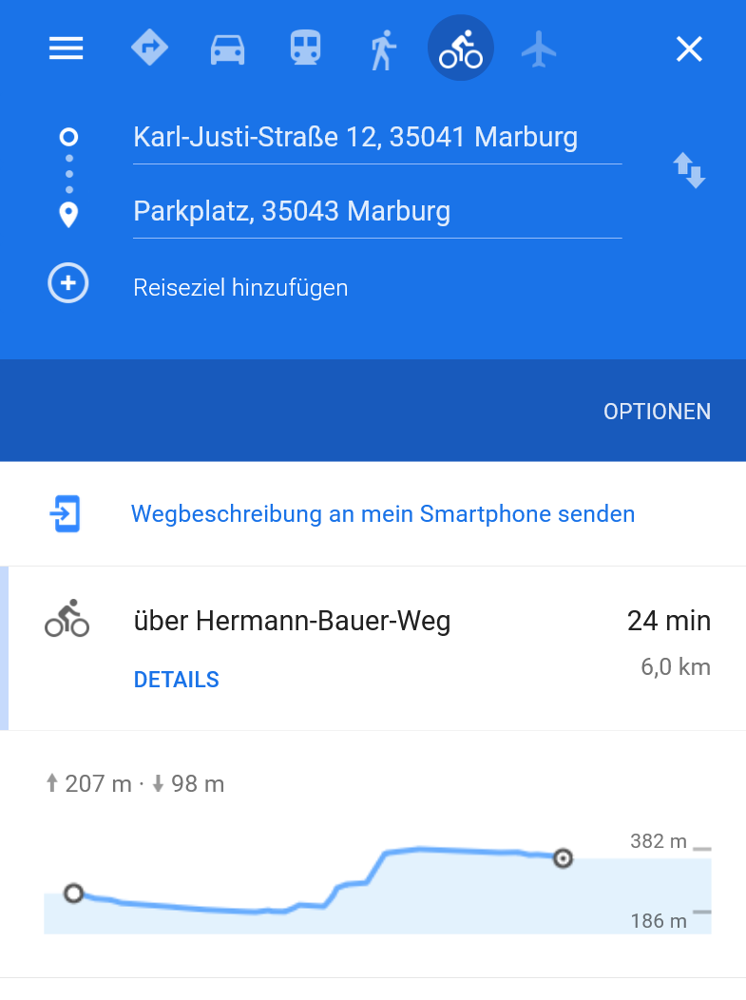 Karl-Justi-Straße 12, 35041 Marburg
Parkplatz, 35043 Marburg
Reiseziel hinzufügen
OPTIONEN
Wegbeschreibung an mein Smartphone senden
über Hermann-Bauer-Weg 24 min
6,0 km
DETAILS
207 m · 98 m
382 m
186 m